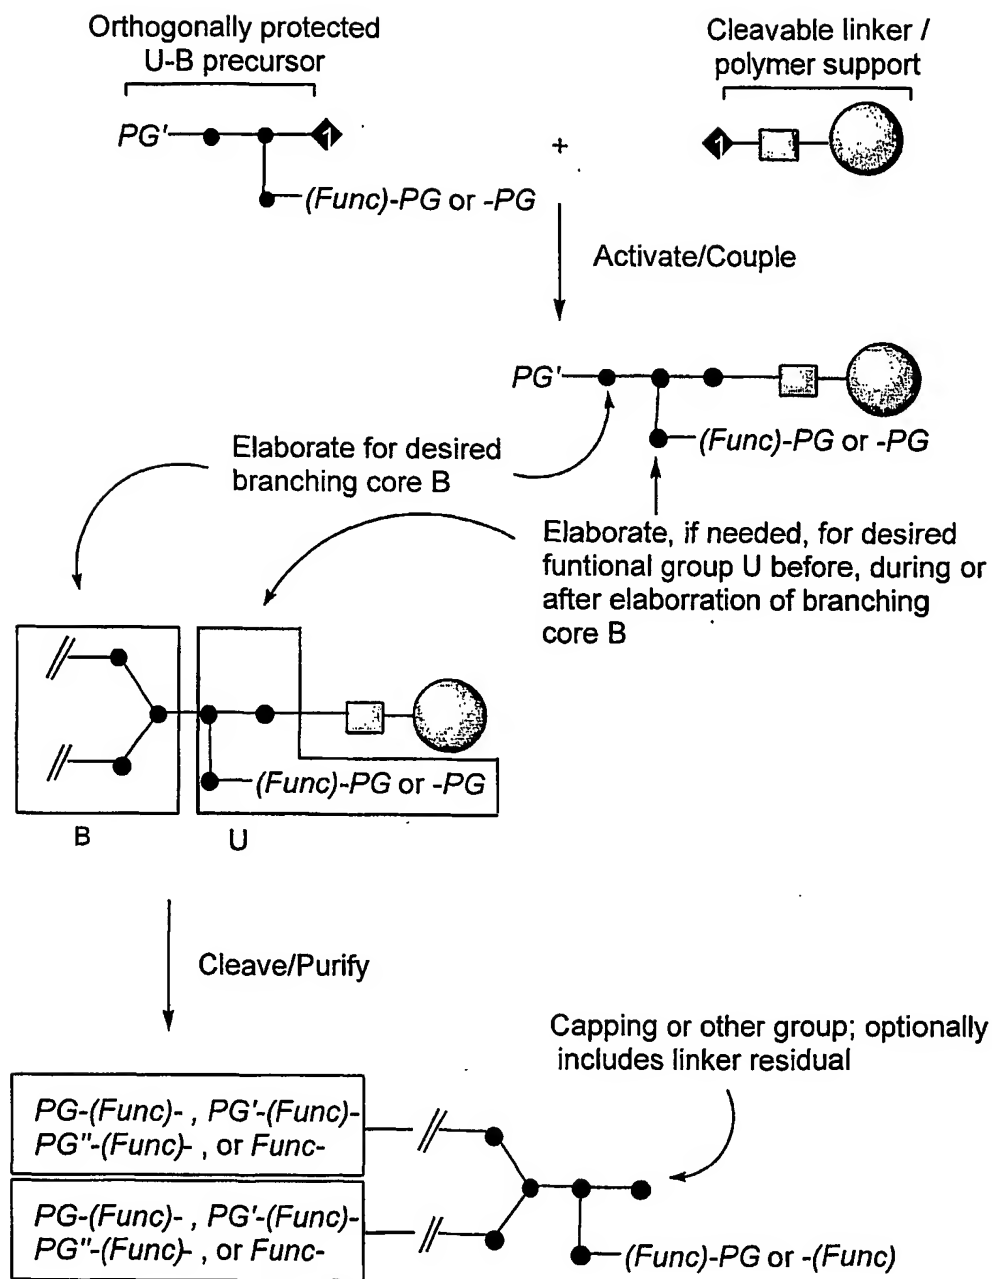 Orthogonally protected
U-B precursor
Cleavable linker /
polymer support
PG'
1
+
1
(Func)-PG or -PG
Activate/Couple
PG'
(Func)-PG or -PG
Elaborate for desired
branching core B
Elaborate, if needed, for desired
funtional group U before, during or
after elaborration of branching
core B
(Func)-PG or -PG
B
U
Cleave/Purify
Capping or other group; optionally
includes linker residual
PG-(Func)- , PG'-(Func)-
PG"-(Func)- , or Func-
PG-(Func)- , PG'-(Func)-
PG"-(Func)- , or Func-
(Func)-PG or -(Func)